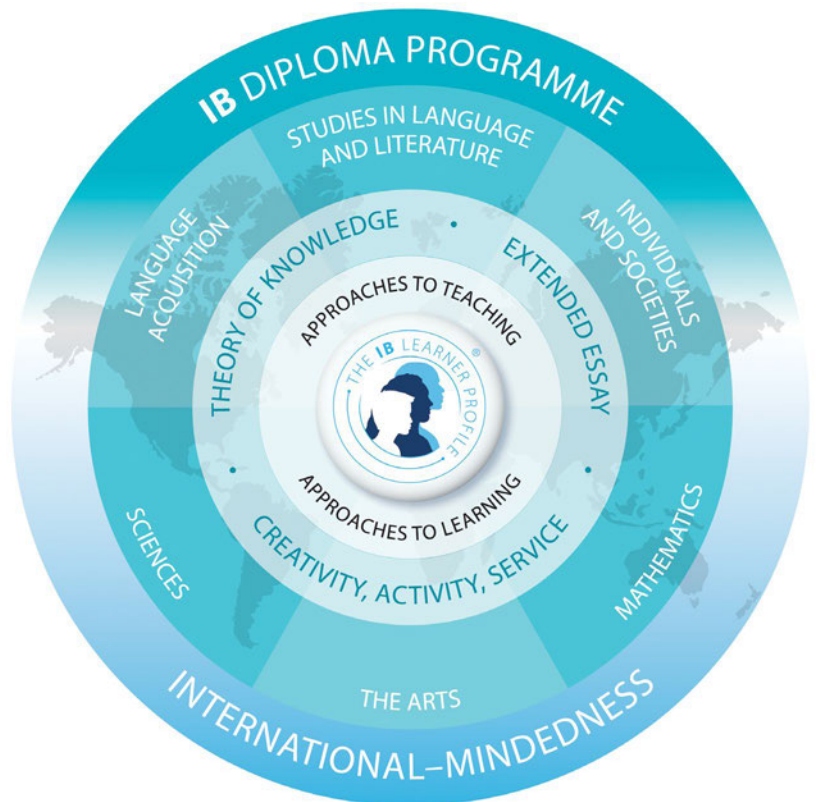 IB DIPLOMA PROGRAMME
STUDIES IN LANGUAGE
AND LITERATURE
LANGUAGE
ACQUISITION
INDIVIDUALS
AND SOCIETIES
THEORY OF KNOWLEDGE
•
EXTENDED ESSAY
APPROACHES TO TEACHING
THE IB LEARNER PROFILE
®
APPROACHES TO LEARNING
• CREATIVITY, ACTIVITY, SERVICE •
SCIENCES
MATHEMATICS
THE ARTS
INTERNATIONAL–MINDEDNESS